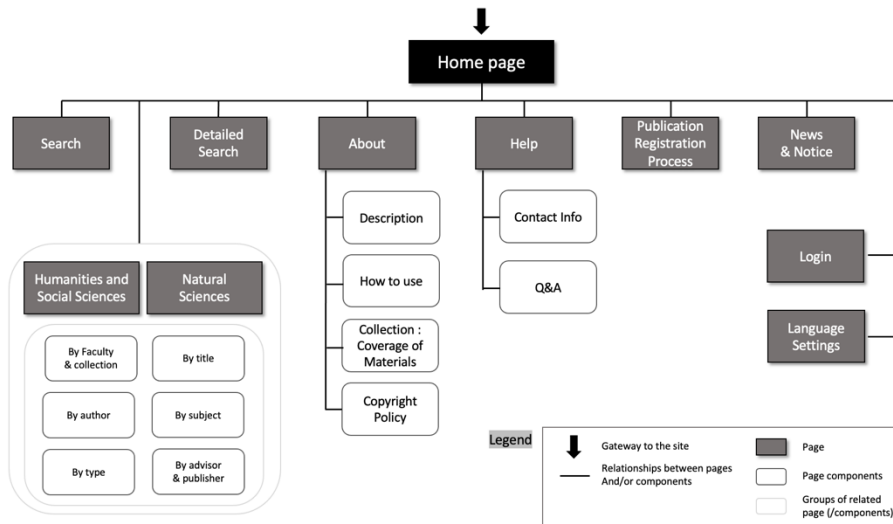 Home page
Search
Detailed
Search
About
Help
Publication
Registration
Process
News
& Notice
Description
How to use
Collection :
Coverage of
Materials
Copyright
Policy
Contact Info
Q&A
Login
Language
Settings
Humanities and
Social Sciences
Natural
Sciences
By Faculty
& collection
By title
By author
By subject
By type
By advisor
& publisher
Legend
Gateway to the site
Relationships between pages
And/or components
Page
Page components
Groups of related
page (/components)